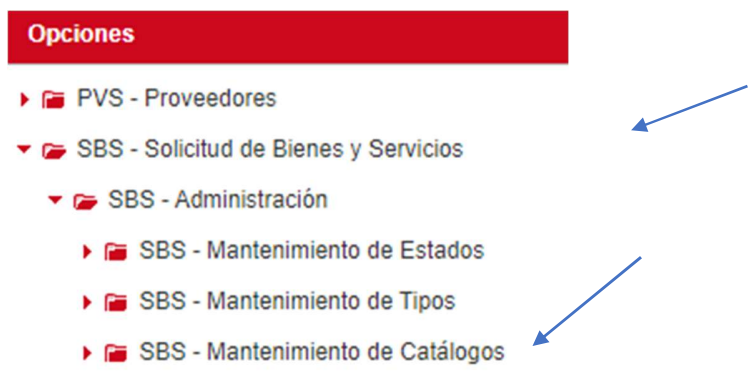 Opciones
PVS - Proveedores
SBS - Solicitud de Bienes y Servicios
SBS - Administración
SBS - Mantenimiento de Estados
SBS - Mantenimiento de Tipos
SBS - Mantenimiento de Catálogos